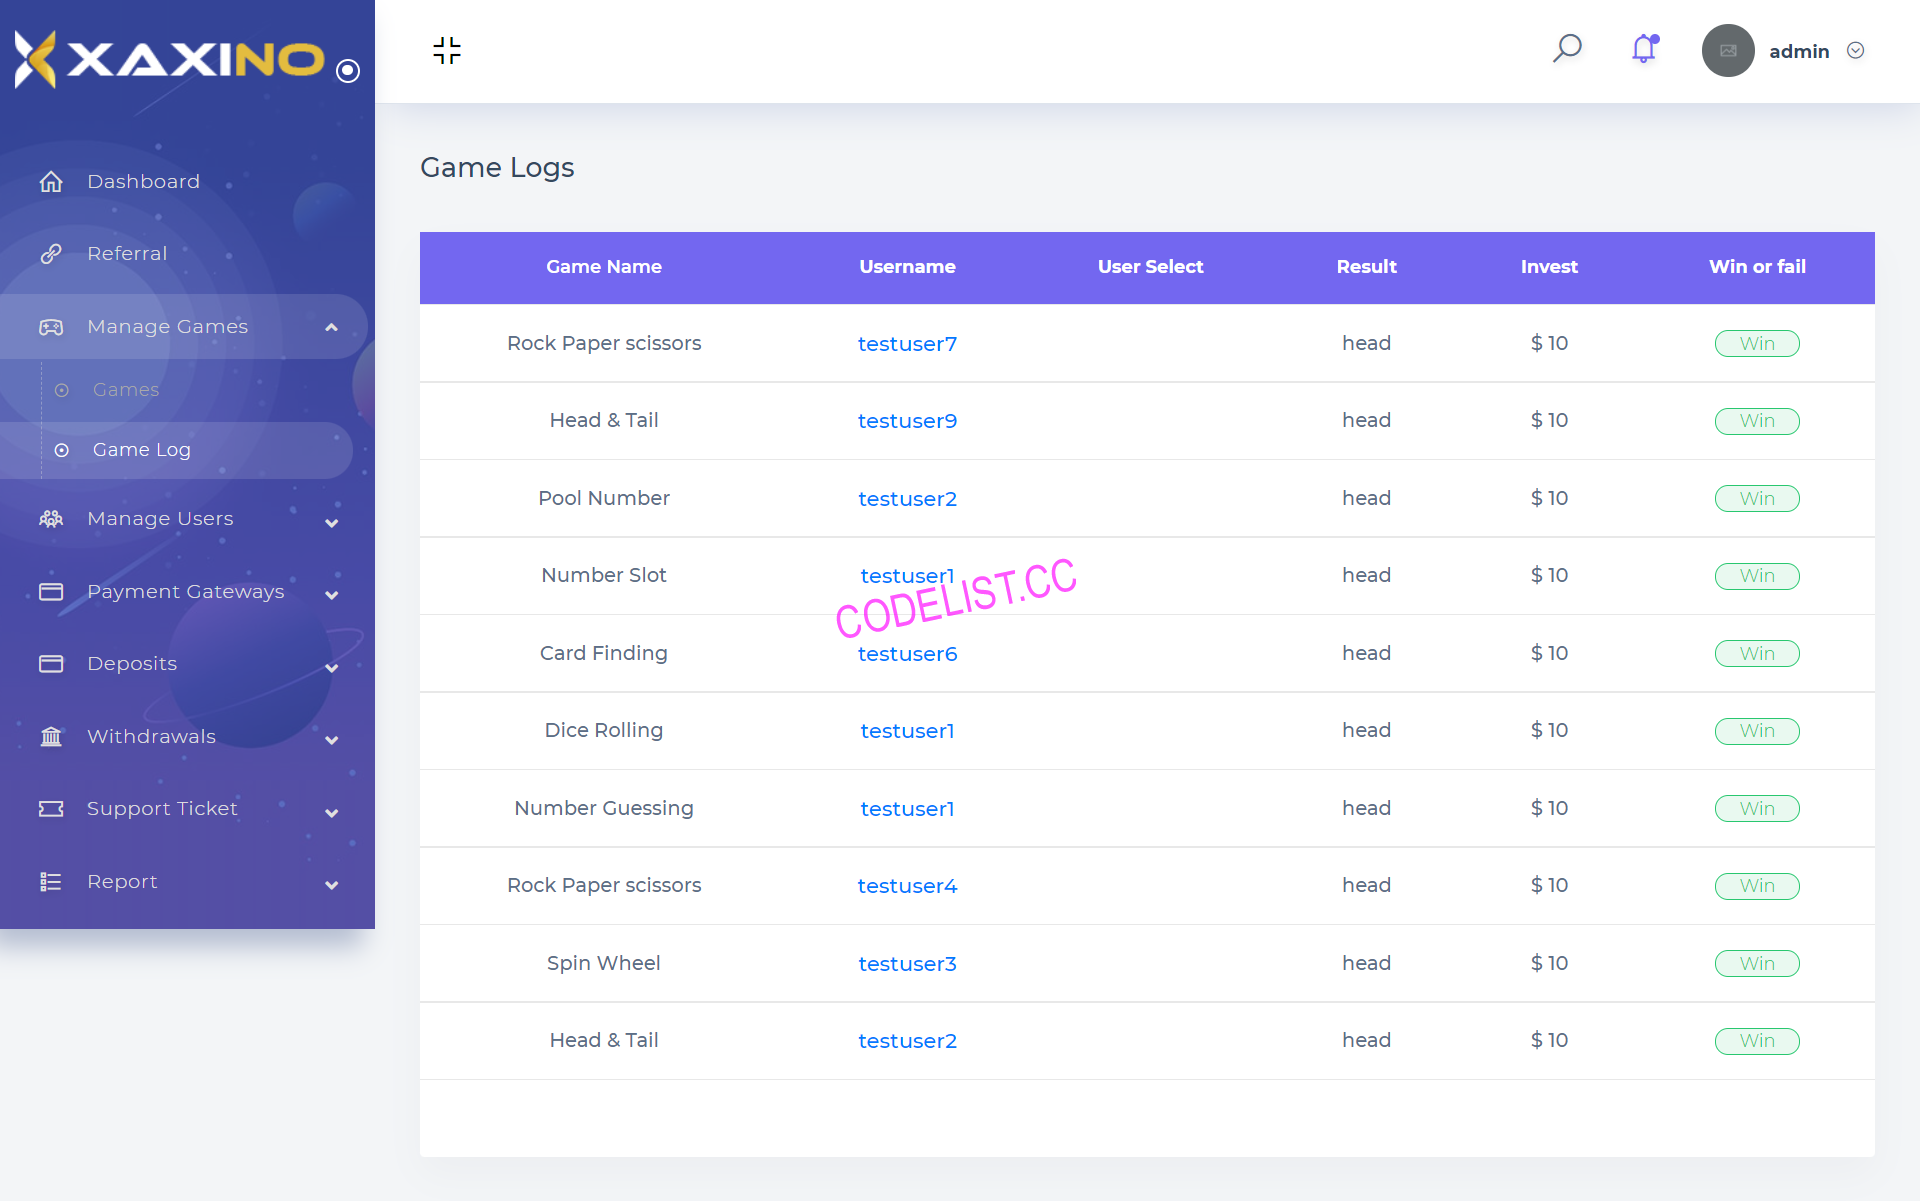 XAXINO
admin
Dashboard
Referral
Manage Games
Games
Game Log
Manage Users
Payment Gateways
Deposits
Withdrawals
Support Ticket
Report
Game Logs
Game Name Username User Select Result Invest Win or fail
Rock Paper scissors testuser7 head $ 10 Win
Head & Tail testuser9 head $ 10 Win
Pool Number testuser2 head $ 10 Win
Number Slot testuser1 head $ 10 Win
CODELIST.CC
Card Finding testuser6 head $ 10 Win
Dice Rolling testuser1 head $ 10 Win
Number Guessing testuser1 head $ 10 Win
Rock Paper scissors testuser4 head $ 10 Win
Spin Wheel testuser3 head $ 10 Win
Head & Tail testuser2 head $ 10 Win